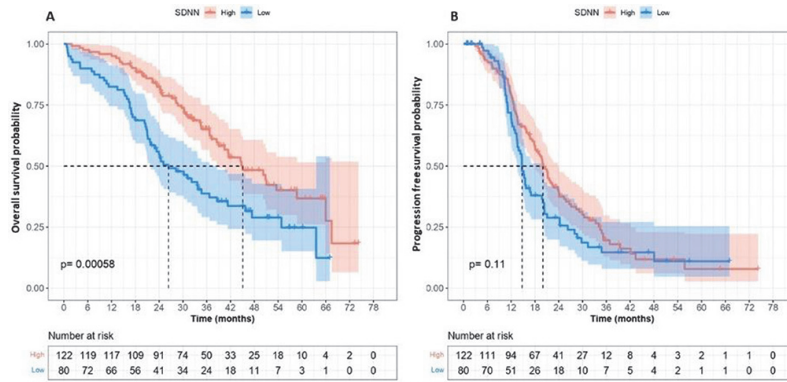 A
SDNN High Low
Overall survival probability
1.00
0.75
0.50
0.25
0.00
p= 0.00058
0 6 12 18 24 30 36 42 48 54 60 66 72 78
Time (months)
Number at risk
High 122 119 117 109 91 74 50 33 25 18 10 4 2 0
Low 80 72 66 56 41 34 24 18 11 7 3 1 0 0
B
SDNN High Low
Progression free survival probability
1.00
0.75
0.50
0.25
0.00
p= 0.11
0 6 12 18 24 30 36 42 48 54 60 66 72 78
Time (months)
Number at risk
High 122 111 94 67 41 27 12 8 4 3 2 1 1 0
Low 80 70 51 26 18 10 7 5 4 2 1 1 0 0